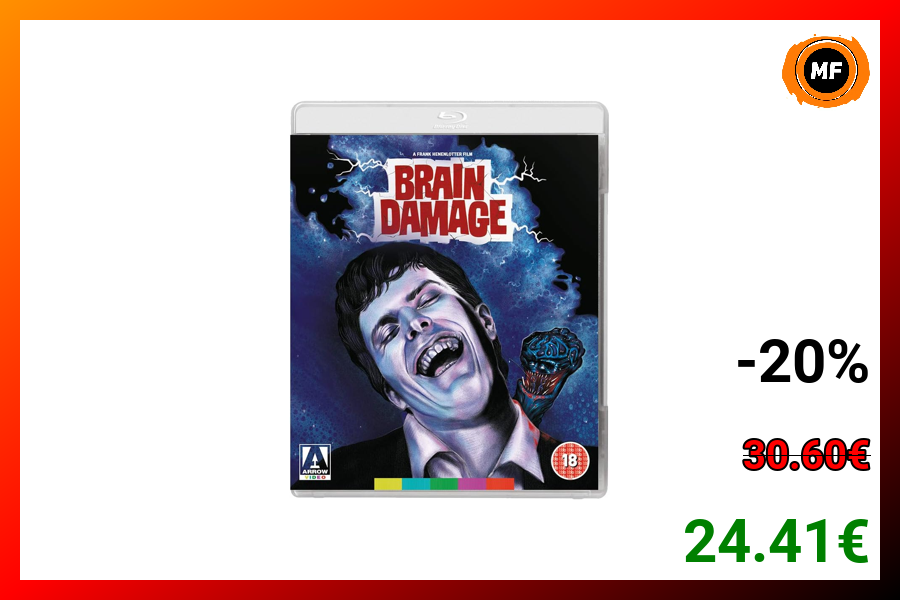 MF
A FRANK HENENLOTTER FILM
BRAIN
DAMAGE
-20%
30.60€
24.41€
ARROW
VIDEO
18